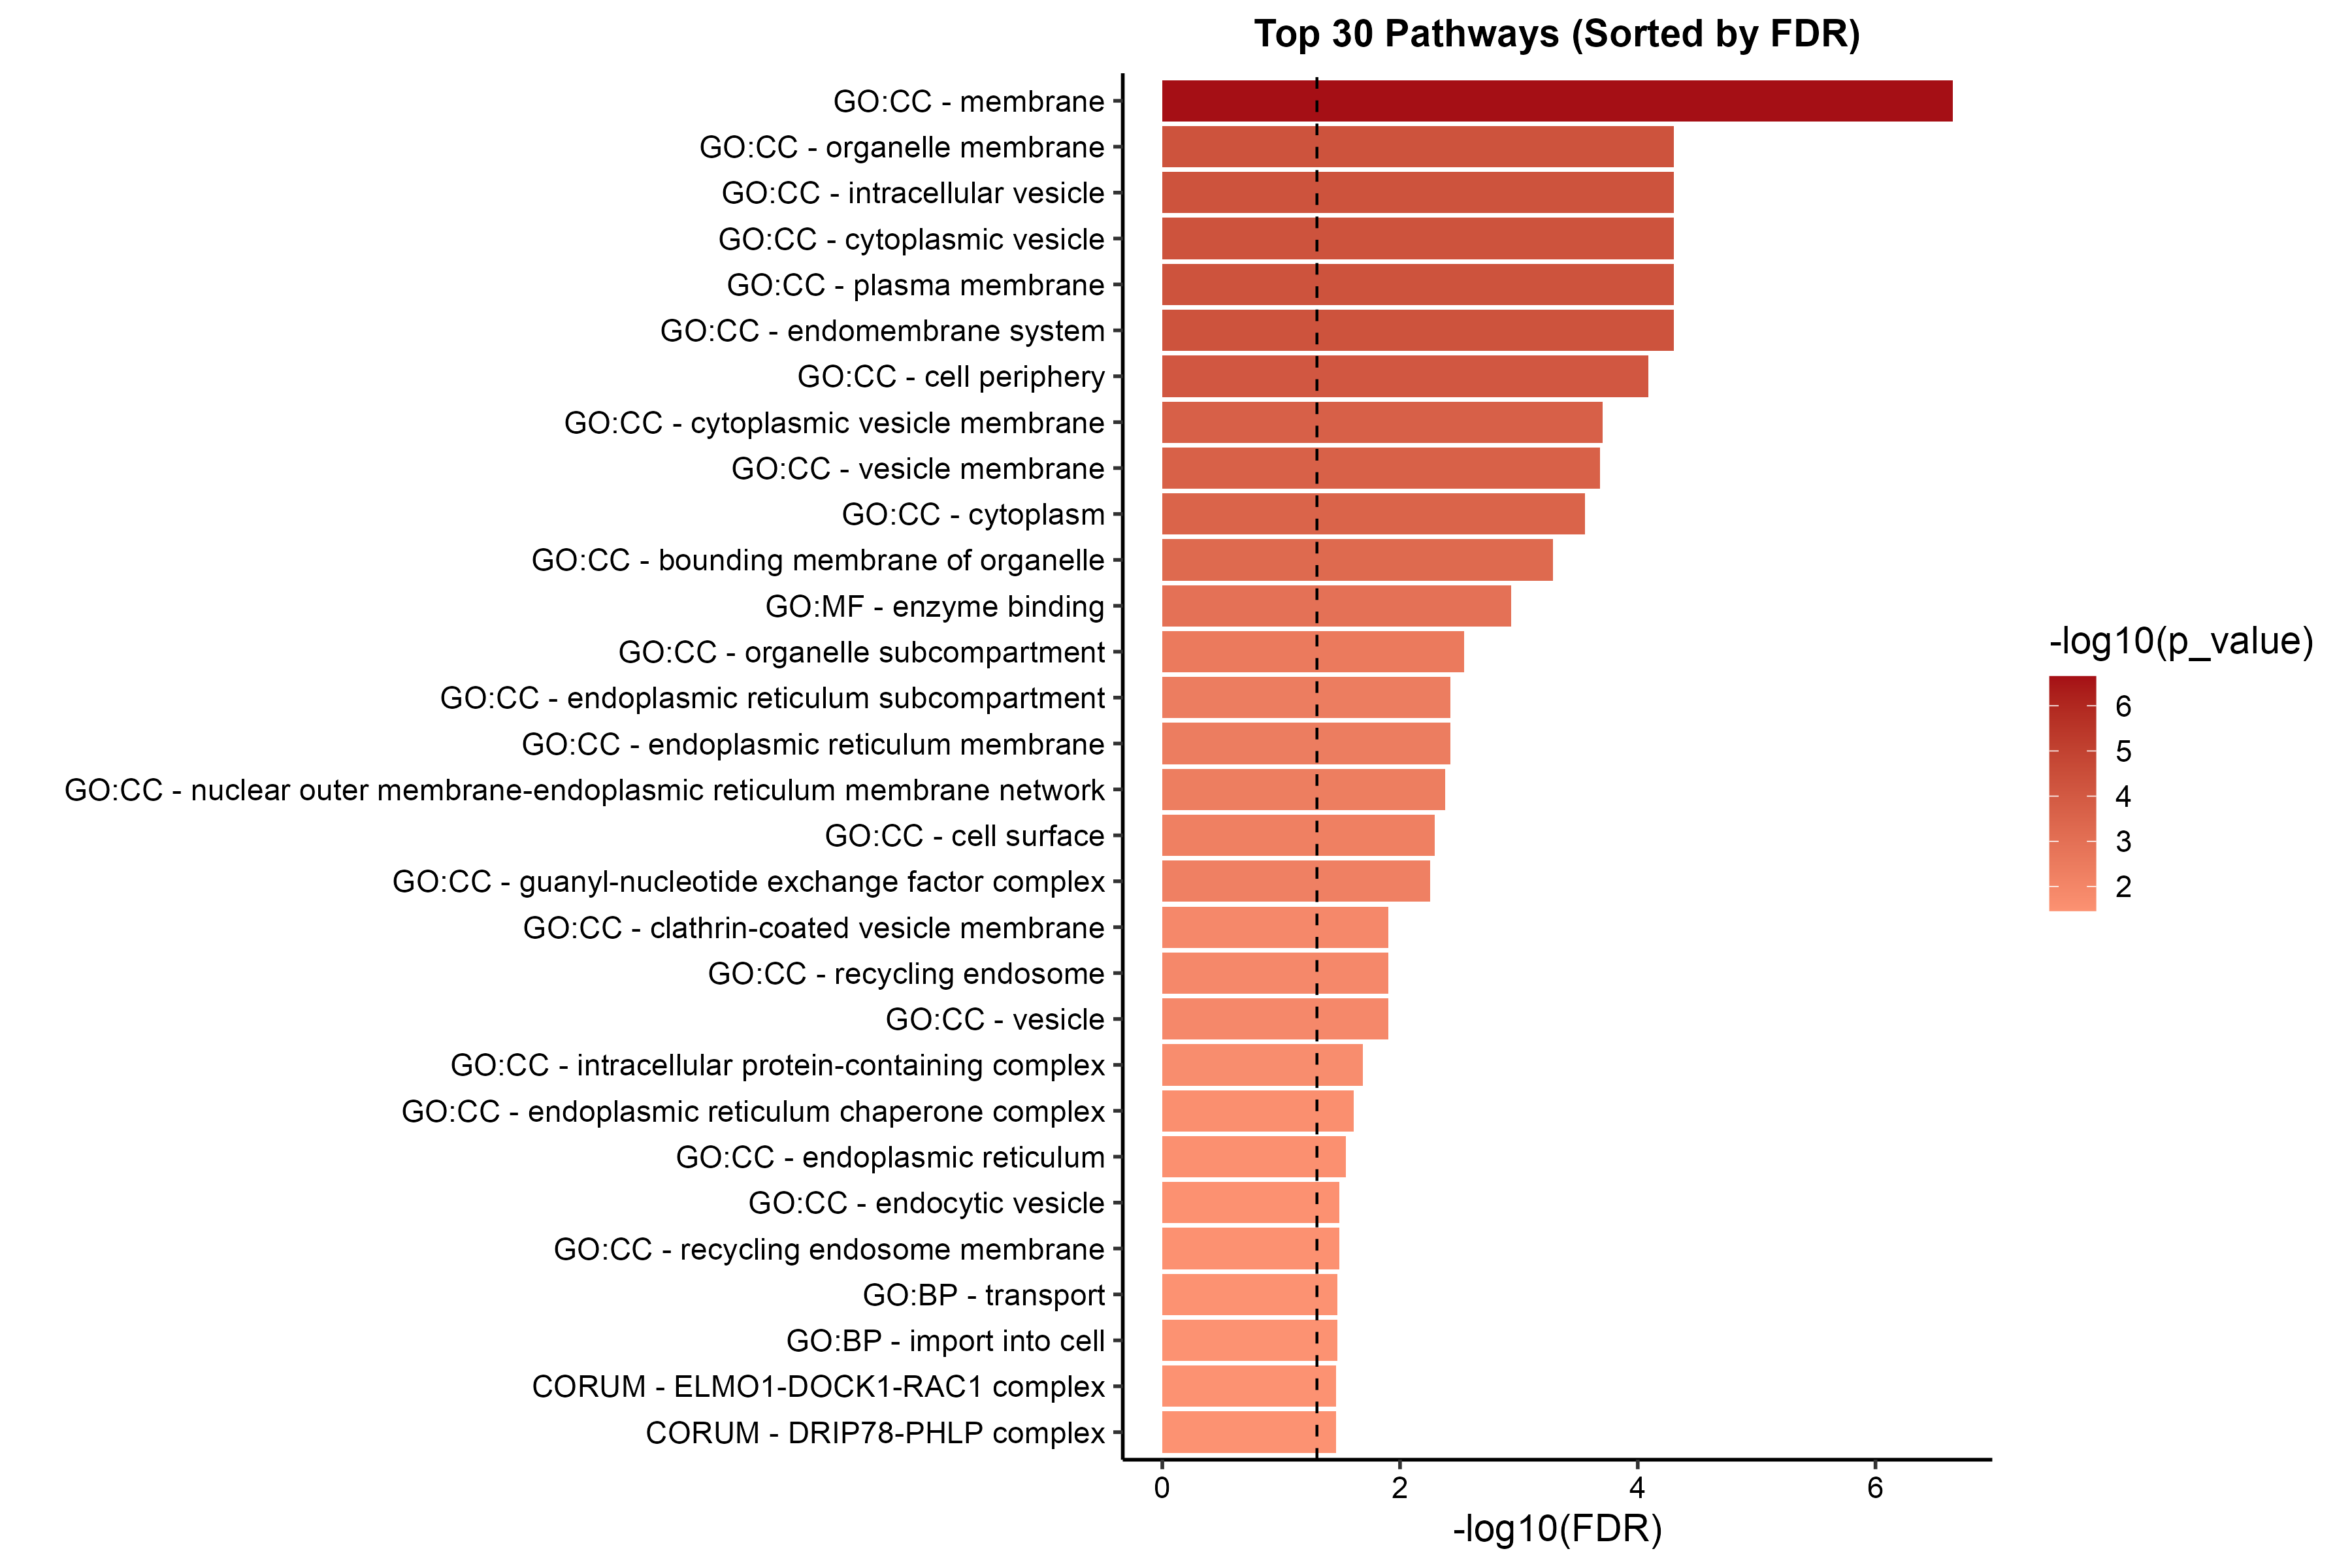 Top 30 Pathways (Sorted by FDR)
GO:CC - membrane
GO:CC - organelle membrane
GO:CC - intracellular vesicle
GO:CC - cytoplasmic vesicle
GO:CC - plasma membrane
GO:CC - endomembrane system
GO:CC - cell periphery
GO:CC - cytoplasmic vesicle membrane
GO:CC - vesicle membrane
GO:CC - cytoplasm
GO:CC - bounding membrane of organelle
GO:MF - enzyme binding
GO:CC - organelle subcompartment
GO:CC - endoplasmic reticulum subcompartment
GO:CC - endoplasmic reticulum membrane
GO:CC - nuclear outer membrane-endoplasmic reticulum membrane network
GO:CC - cell surface
GO:CC - guanyl-nucleotide exchange factor complex
GO:CC - clathrin-coated vesicle membrane
GO:CC - recycling endosome
GO:CC - vesicle
GO:CC - intracellular protein-containing complex
GO:CC - endoplasmic reticulum chaperone complex
GO:CC - endoplasmic reticulum
GO:CC - endocytic vesicle
GO:CC - recycling endosome membrane
GO:BP - transport
GO:BP - import into cell
CORUM - ELMO1-DOCK1-RAC1 complex
CORUM - DRIP78-PHLP complex
0 2 4 6
-log10(FDR)
-log10(p_value)
6
5
4
3
2